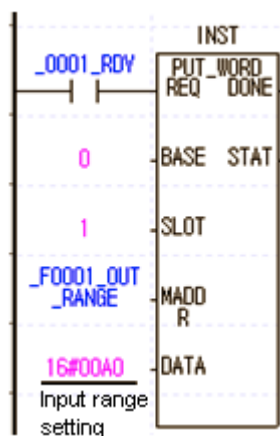 INST
_0001_RDY
PUT_WORD
REQ DONE
0
BASE STAT
1
SLOT
_F0001_OUT
_RANGE
MADD
R
16#00A0
DATA
Input range
setting